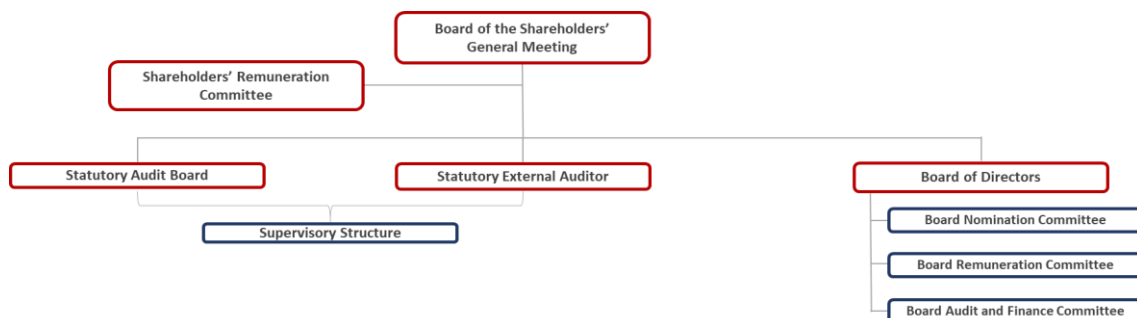 Board of the Shareholders’
General Meeting
Shareholders’ Remuneration
Committee
Statutory Audit Board
Statutory External Auditor
Board of Directors
Supervisory Structure
Board Nomination Committee
Board Remuneration Committee
Board Audit and Finance Committee